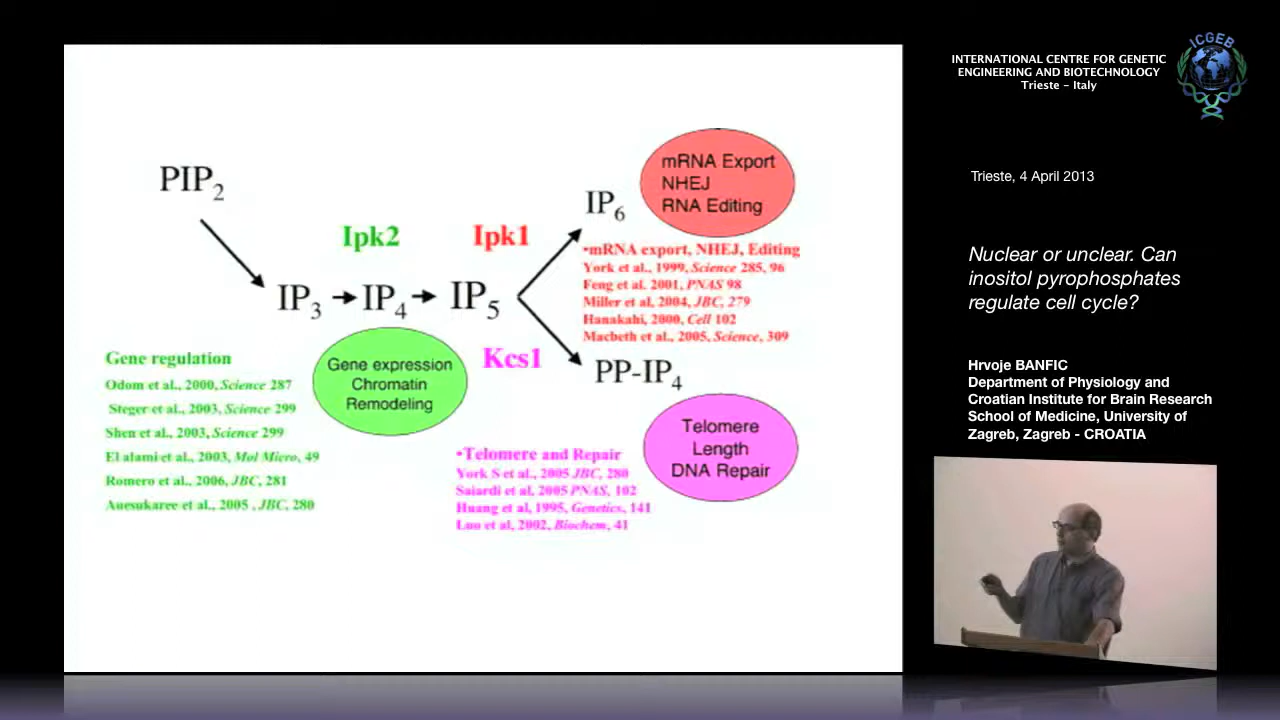 PIP2
Ipk2
Ipk1
IP3
IP4
IP5
IP6
mRNA Export
NHEJ
RNA Editing
•mRNA export, NHEJ, Editing
York et al., 1999, Science 285, 96
Feng et al. 2001, PNAS 98
Miller et al, 2004, JBC, 279
Hanakahi, 2000, Cell 102
Macbeth et al., 2005, Science, 309
Kcs1
PP-IP4
Gene expression
Chromatin
Remodeling
Gene regulation
Odom et al., 2000, Science 287
Steger et al., 2003, Science 299
Shen et al., 2003, Science 299
El alami et al., 2003, Mol Micro, 49
Romero et al., 2006, JBC, 281
Auesukaree et al., 2005 , JBC, 280
Telomere
Length
DNA Repair
•Telomere and Repair
York S et al., 2005 JBC, 280
Saiardi et al, 2005 PNAS, 102
Huang et al, 1995, Genetics, 141
Luo et al, 2002, Biochem, 41
ICGEB
INTERNATIONAL CENTRE FOR GENETIC
ENGINEERING AND BIOTECHNOLOGY
Trieste - Italy
Trieste, 4 April 2013
Nuclear or unclear. Can
inositol pyrophosphates
regulate cell cycle?
Hrvoje BANFIC
Department of Physiology and
Croatian Institute for Brain Research
School of Medicine, University of
Zagreb, Zagreb - CROATIA